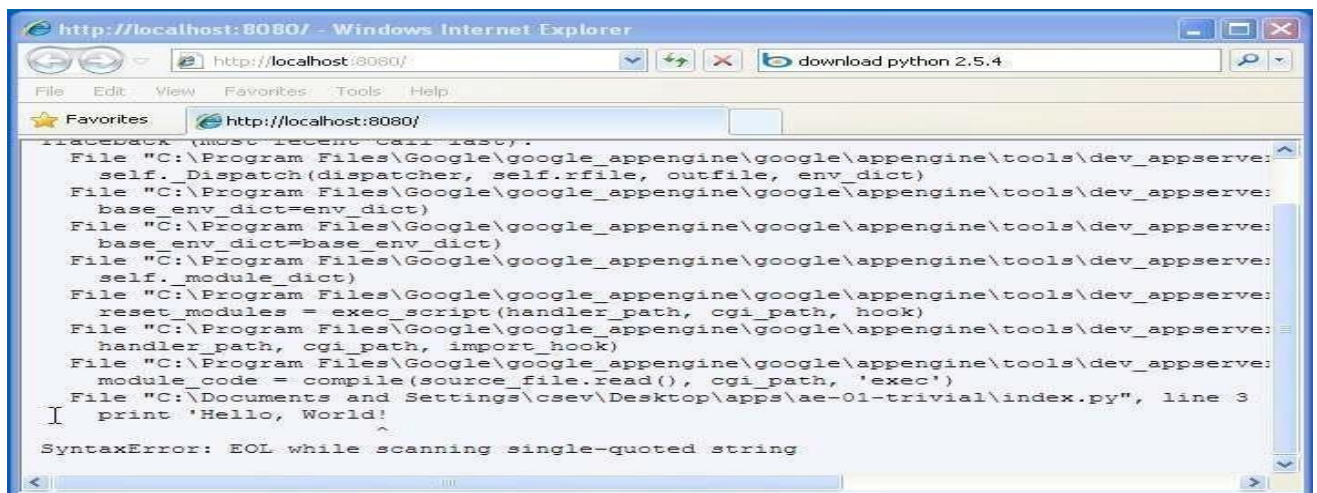 http://localhost:8080/ - Windows Internet Explorer
http://localhost:8080/
download python 2.5.4
File Edit View Favorites Tools Help
Favorites http://localhost:8080/
Traceback (most recent call last):
File "C:\Program Files\Google\google_appengine\google\appengine\tools\dev_appserve
self._Dispatch(dispatcher, self.rfile, outfile, env_dict)
File "C:\Program Files\Google\google_appengine\google\appengine\tools\dev_appserve
base_env_dict=env_dict)
File "C:\Program Files\Google\google_appengine\google\appengine\tools\dev_appserve
base_env_dict=base_env_dict)
File "C:\Program Files\Google\google_appengine\google\appengine\tools\dev_appserve
self._module_dict)
File "C:\Program Files\Google\google_appengine\google\appengine\tools\dev_appserve
reset_modules = exec_script(handler_path, cgi_path, hook)
File "C:\Program Files\Google\google_appengine\google\appengine\tools\dev_appserve
handler_path, cgi_path, import_hook)
File "C:\Program Files\Google\google_appengine\google\appengine\tools\dev_appserve
module_code = compile(source_file.read(), cgi_path, 'exec')
File "C:\Documents and Settings\csev\Desktop\apps\ae-01-trivial\index.py", line 3
print 'Hello, World!
^
SyntaxError: EOL while scanning single-quoted string